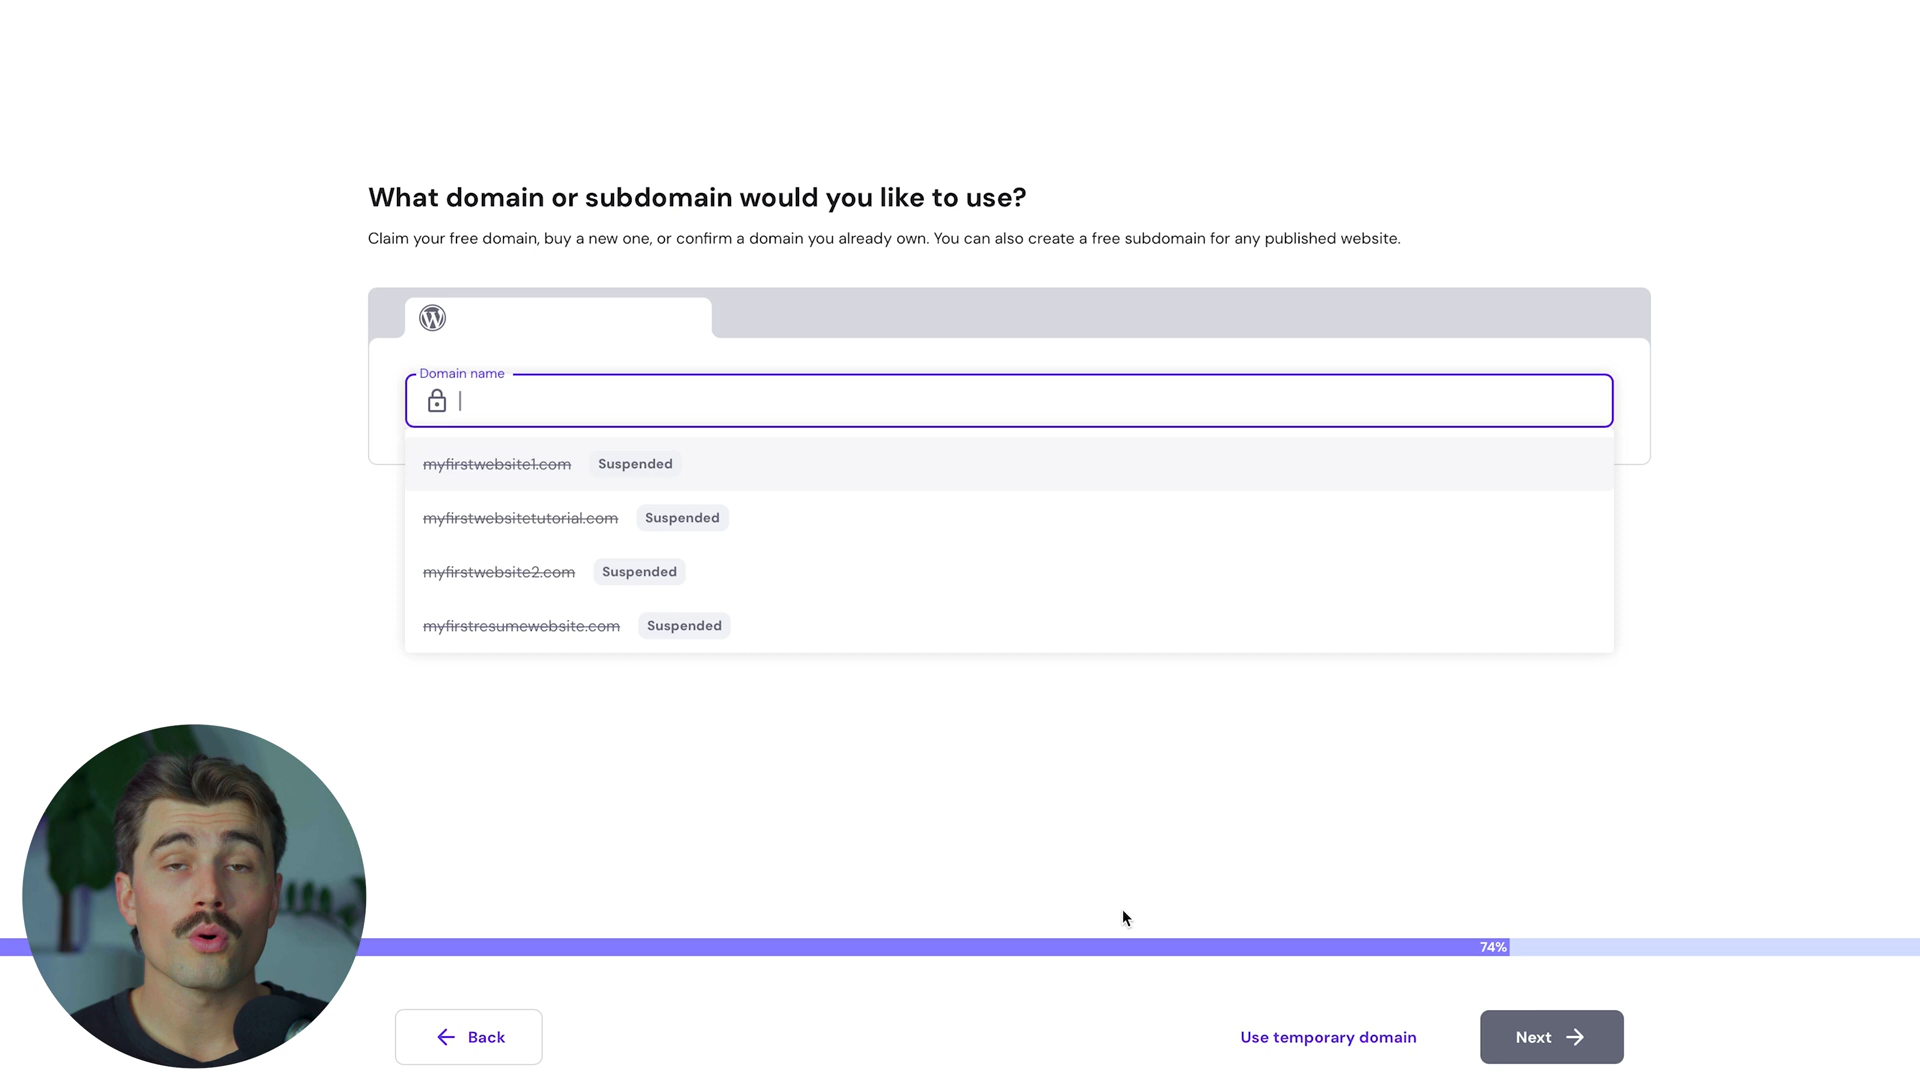 What domain or subdomain would you like to use?
Claim your free domain, buy a new one, or confirm a domain you already own. You can also create a free subdomain for any published website.
Domain name
myfirstwebsite1.com Suspended
myfirstwebsitetutorial.com Suspended
myfirstwebsite2.com Suspended
myfirstresumewebsite.com Suspended
74%
Back
Use temporary domain
Next